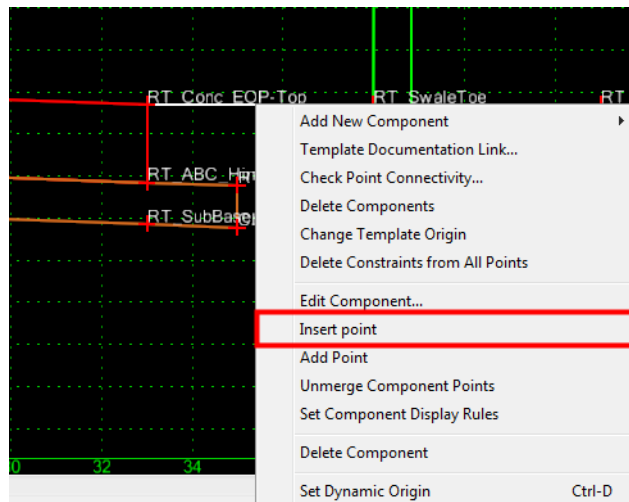 RT_Conc_EOP-Top RT_SwaleToe RT
Add New Component
Template Documentation Link...
RT_ABC_Hin
Check Point Connectivity...
Delete Components
RT_SubBase
Change Template Origin
Delete Constraints from All Points
Edit Component...
Insert point
Add Point
Unmerge Component Points
Set Component Display Rules
Delete Component
32 34
Set Dynamic Origin Ctrl-D